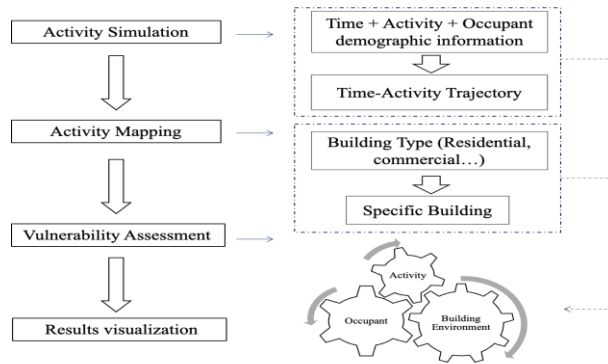 Activity Simulation
Time + Activity + Occupant
demographic information
Time-Activity Trajectory
Activity Mapping
Building Type (Residential,
commercial…)
Specific Building
Vulnerability Assessment
Activity
Occupant
Building
Environment
Results visualization